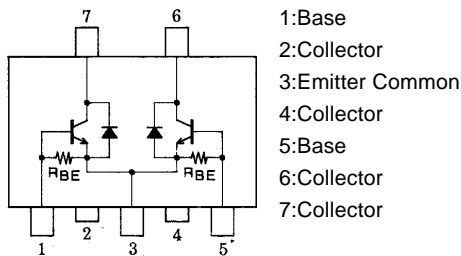 7 6
1:Base
2:Collector
3:Emitter Common
4:Collector
5:Base
6:Collector
7:Collector
RBE RBE
1 2 3 4 5